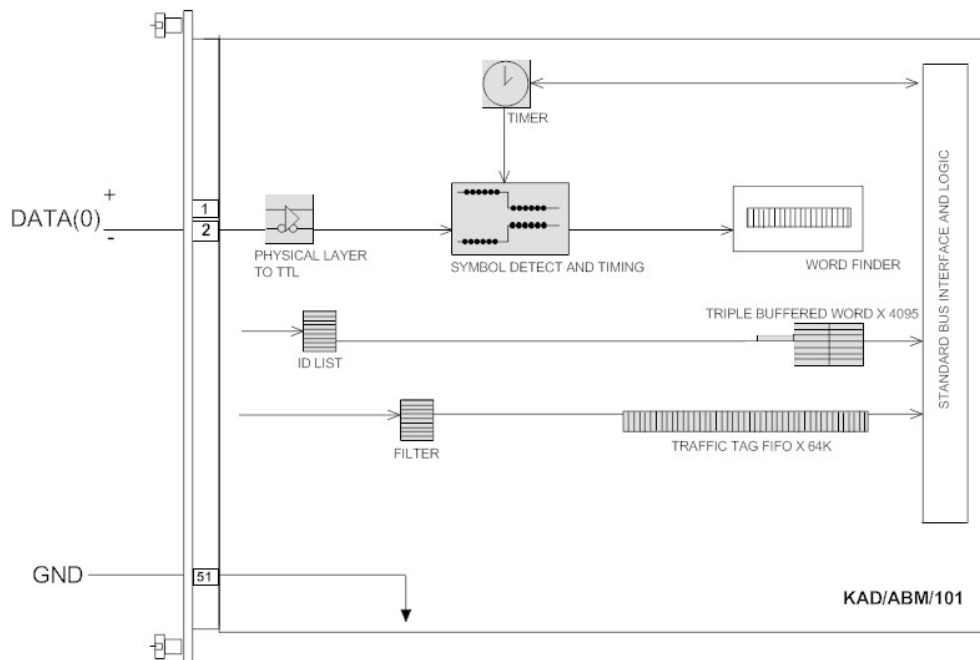 TIMER
+
DATA(0)
-
1
2
PHYSICAL LAYER
TO TTL
SYMBOL DETECT AND TIMING
WORD FINDER
TRIPLE BUFFERED WORD X 4095
ID LIST
FILTER
TRAFFIC TAG FIFO X 64K
STANDARD BUS INTERFACE AND LOGIC
GND
51
KAD/ABM/101